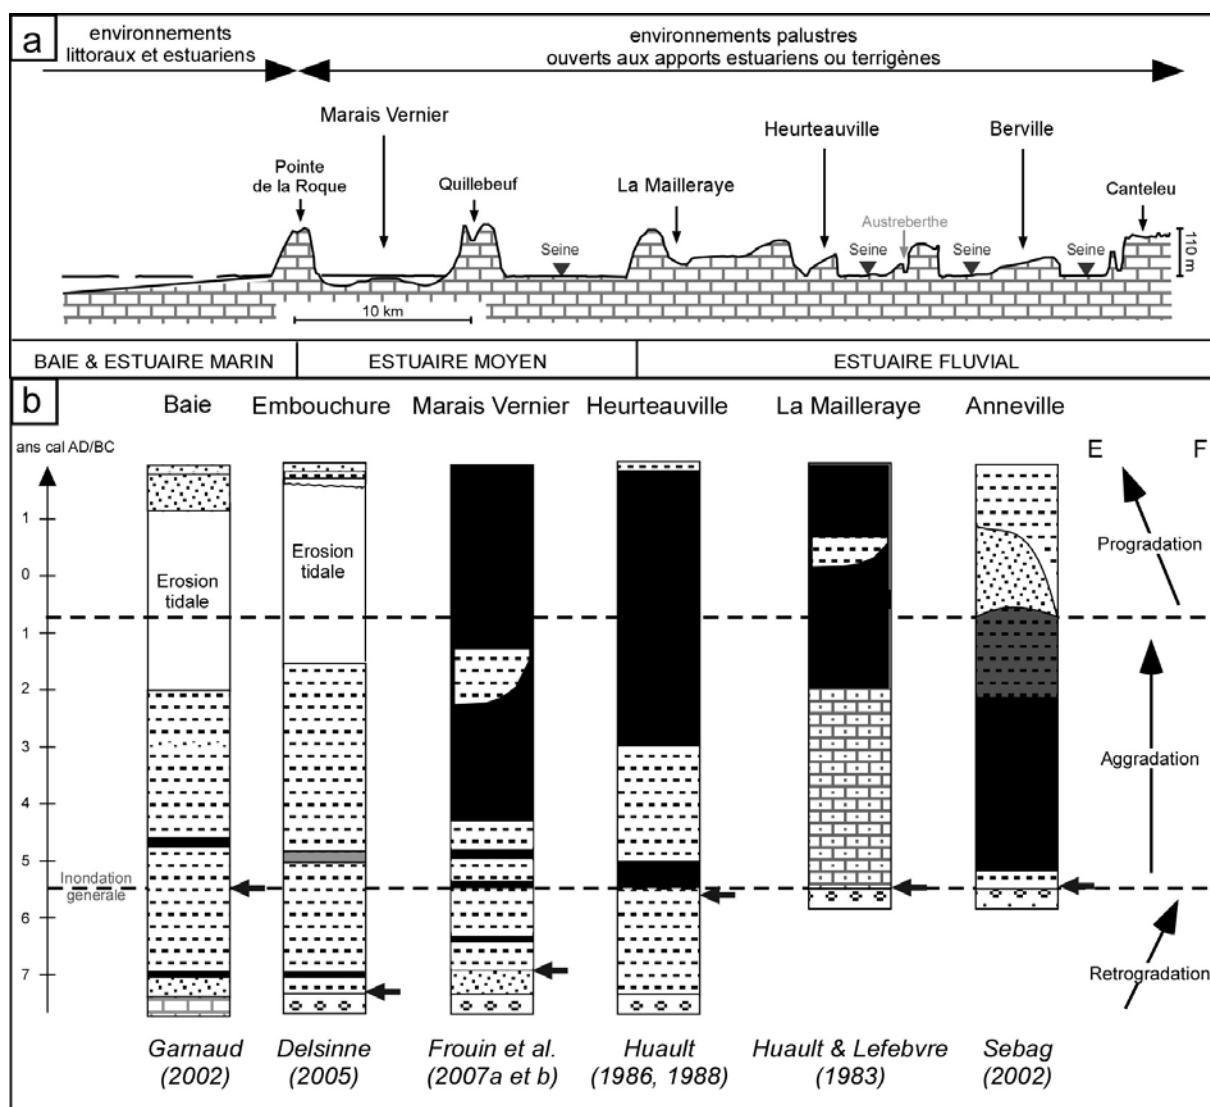 a
environnements
littoraux et estuariens
environnements palustres
ouverts aux apports estuariens ou terrigènes
Marais Vernier
Heurteauville
Berville
Pointe
de la Roque
Quillebeuf
La Mailleraye
Canteleu
Austreberthe
Seine
Seine
Seine
Seine
110 m
10 km
BAIE & ESTUAIRE MARIN
ESTUAIRE MOYEN
ESTUAIRE FLUVIAL
b
Baie
Embouchure
Marais Vernier
Heurteauville
La Mailleraye
Anneville
ans cal AD/BC
E
F
1
0
1
2
3
4
5
6
7
Erosion
tidale
Erosion
tidale
Progradation
Aggradation
Inondation
generale
Retrogradation
Garnaud
(2002)
Delsinne
(2005)
Frouin et al.
(2007a et b)
Huault
(1986, 1988)
Huault & Lefebvre
(1983)
Sebag
(2002)